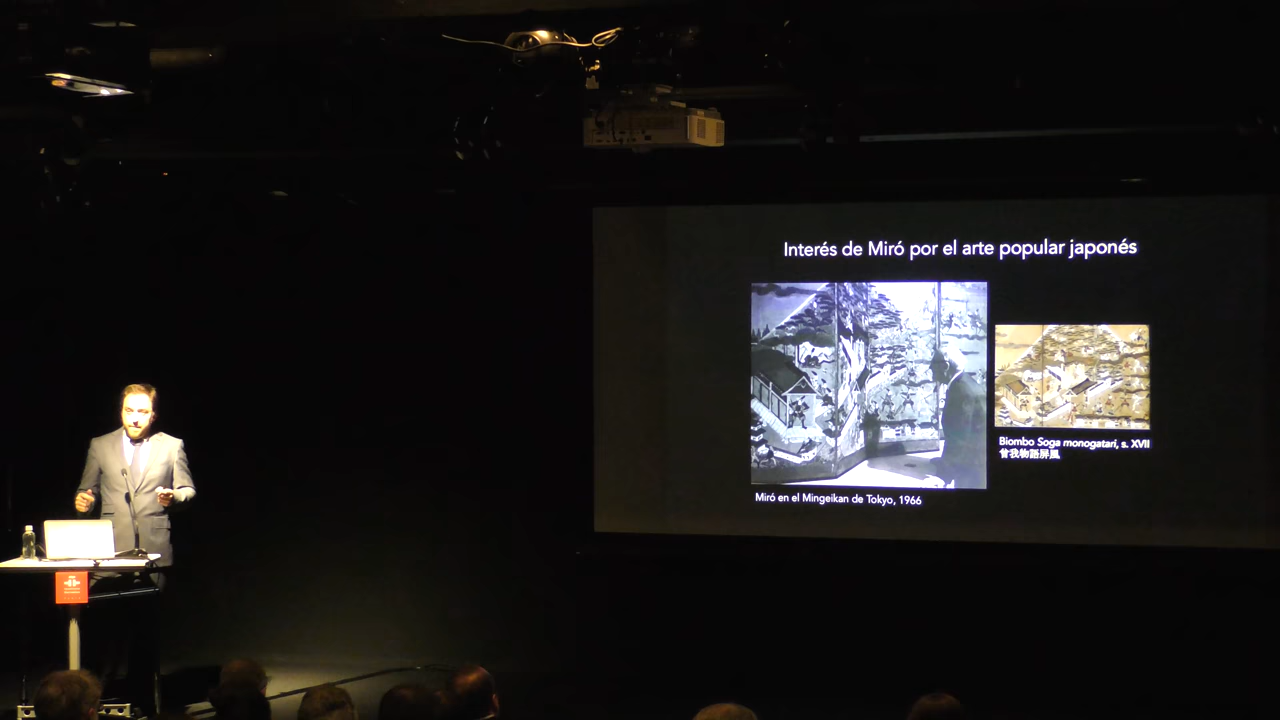 Interés de Miró por el arte popular japonés
Miró en el Mingeikan de Tokyo, 1966
Biombo Soga monogatari, s. XVII
曾我物語屏風